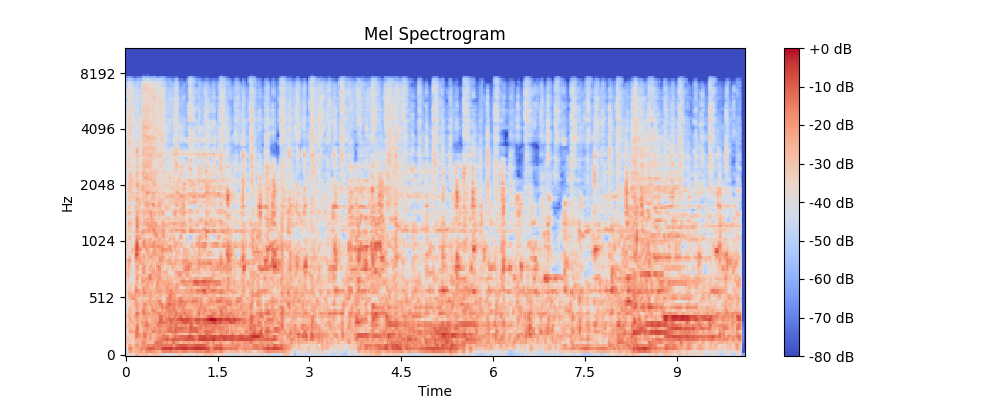 Mel Spectrogram
8192
4096
2048
1024
512
0
Hz
0 1.5 3 4.5 6 7.5 9
Time
+0 dB
-10 dB
-20 dB
-30 dB
-40 dB
-50 dB
-60 dB
-70 dB
-80 dB